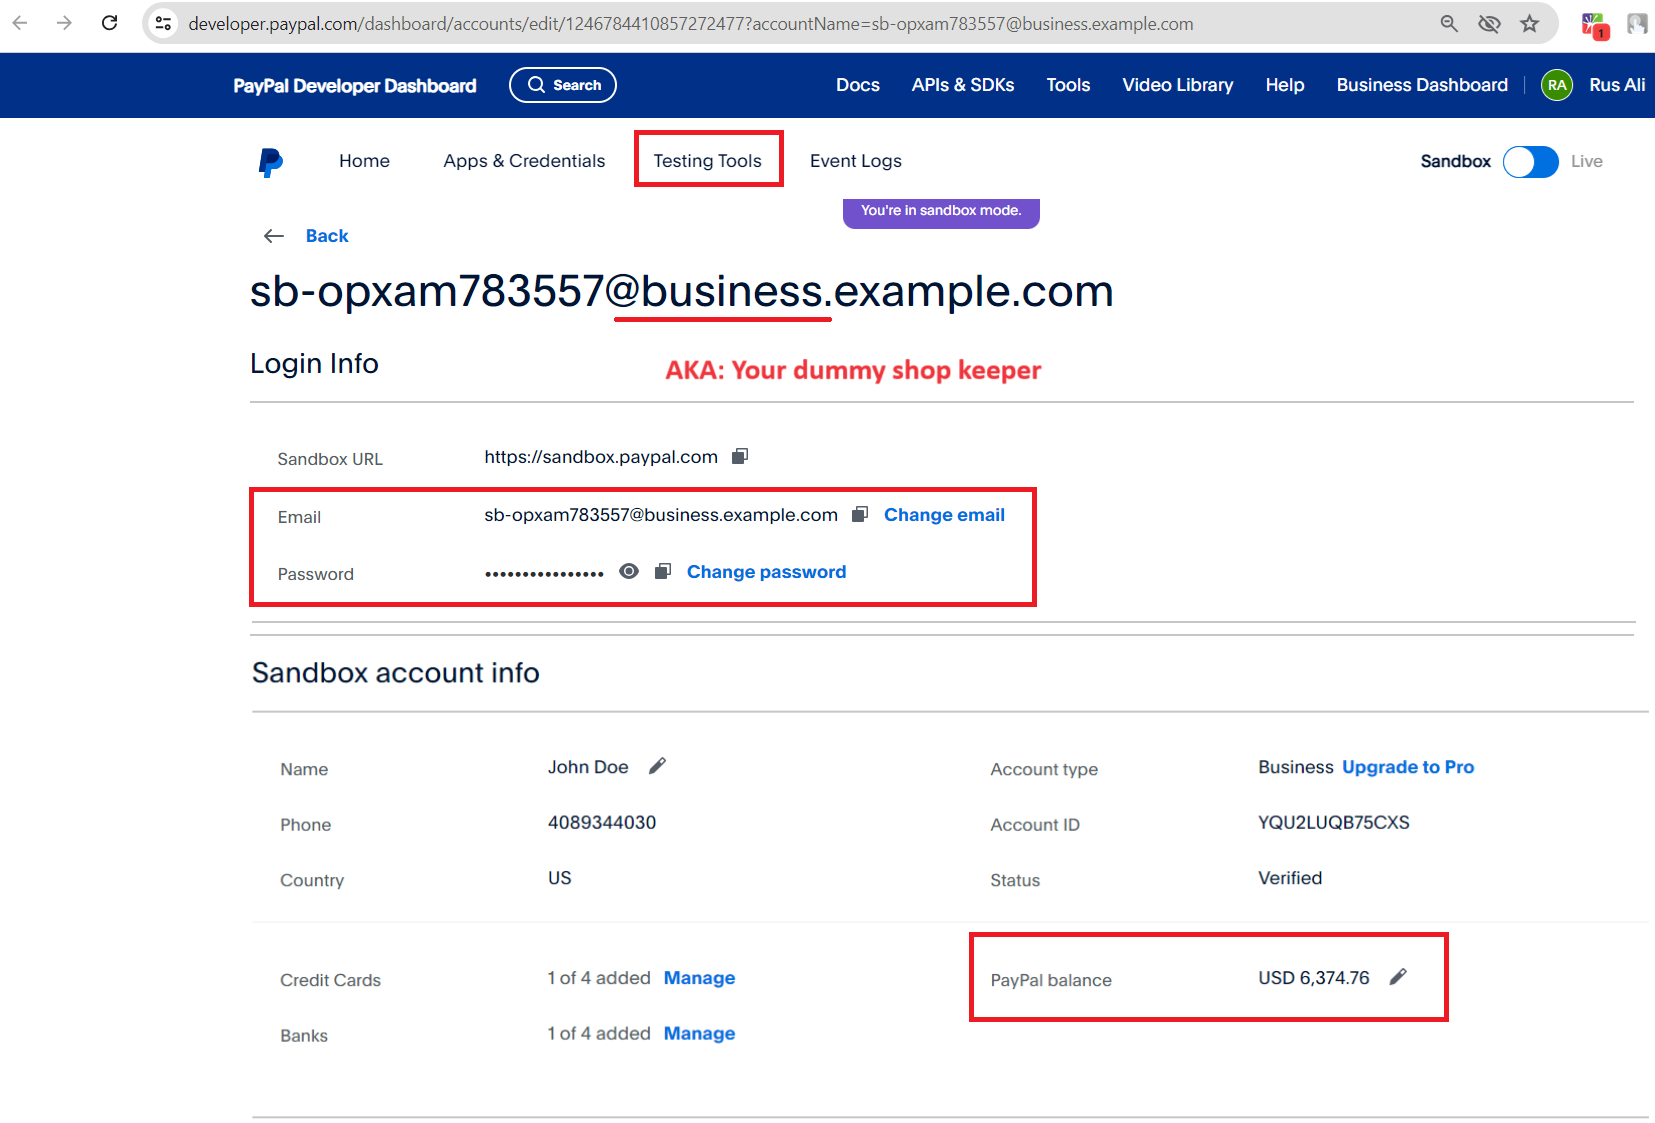 developer.paypal.com/dashboard/accounts/edit/1246784410857272477?accountName=sb-opxam783557@business.example.com
1
PayPal Developer Dashboard
Search
Docs
APIs & SDKs
Tools
Video Library
Help
Business Dashboard
RA
Rus Ali
Home
Apps & Credentials
Testing Tools
Event Logs
Sandbox
Live
You're in sandbox mode.
Back
sb-opxam783557@business.example.com
Login Info
AKA: Your dummy shop keeper
Sandbox URL
https://sandbox.paypal.com
Email
sb-opxam783557@business.example.com
Change email
Password
••••••••••••••••
Change password
Sandbox account info
Name
John Doe
Account type
Business Upgrade to Pro
Phone
4089344030
Account ID
YQU2LUQB75CXS
Country
US
Status
Verified
Credit Cards
1 of 4 added Manage
PayPal balance
USD 6,374.76
Banks
1 of 4 added Manage